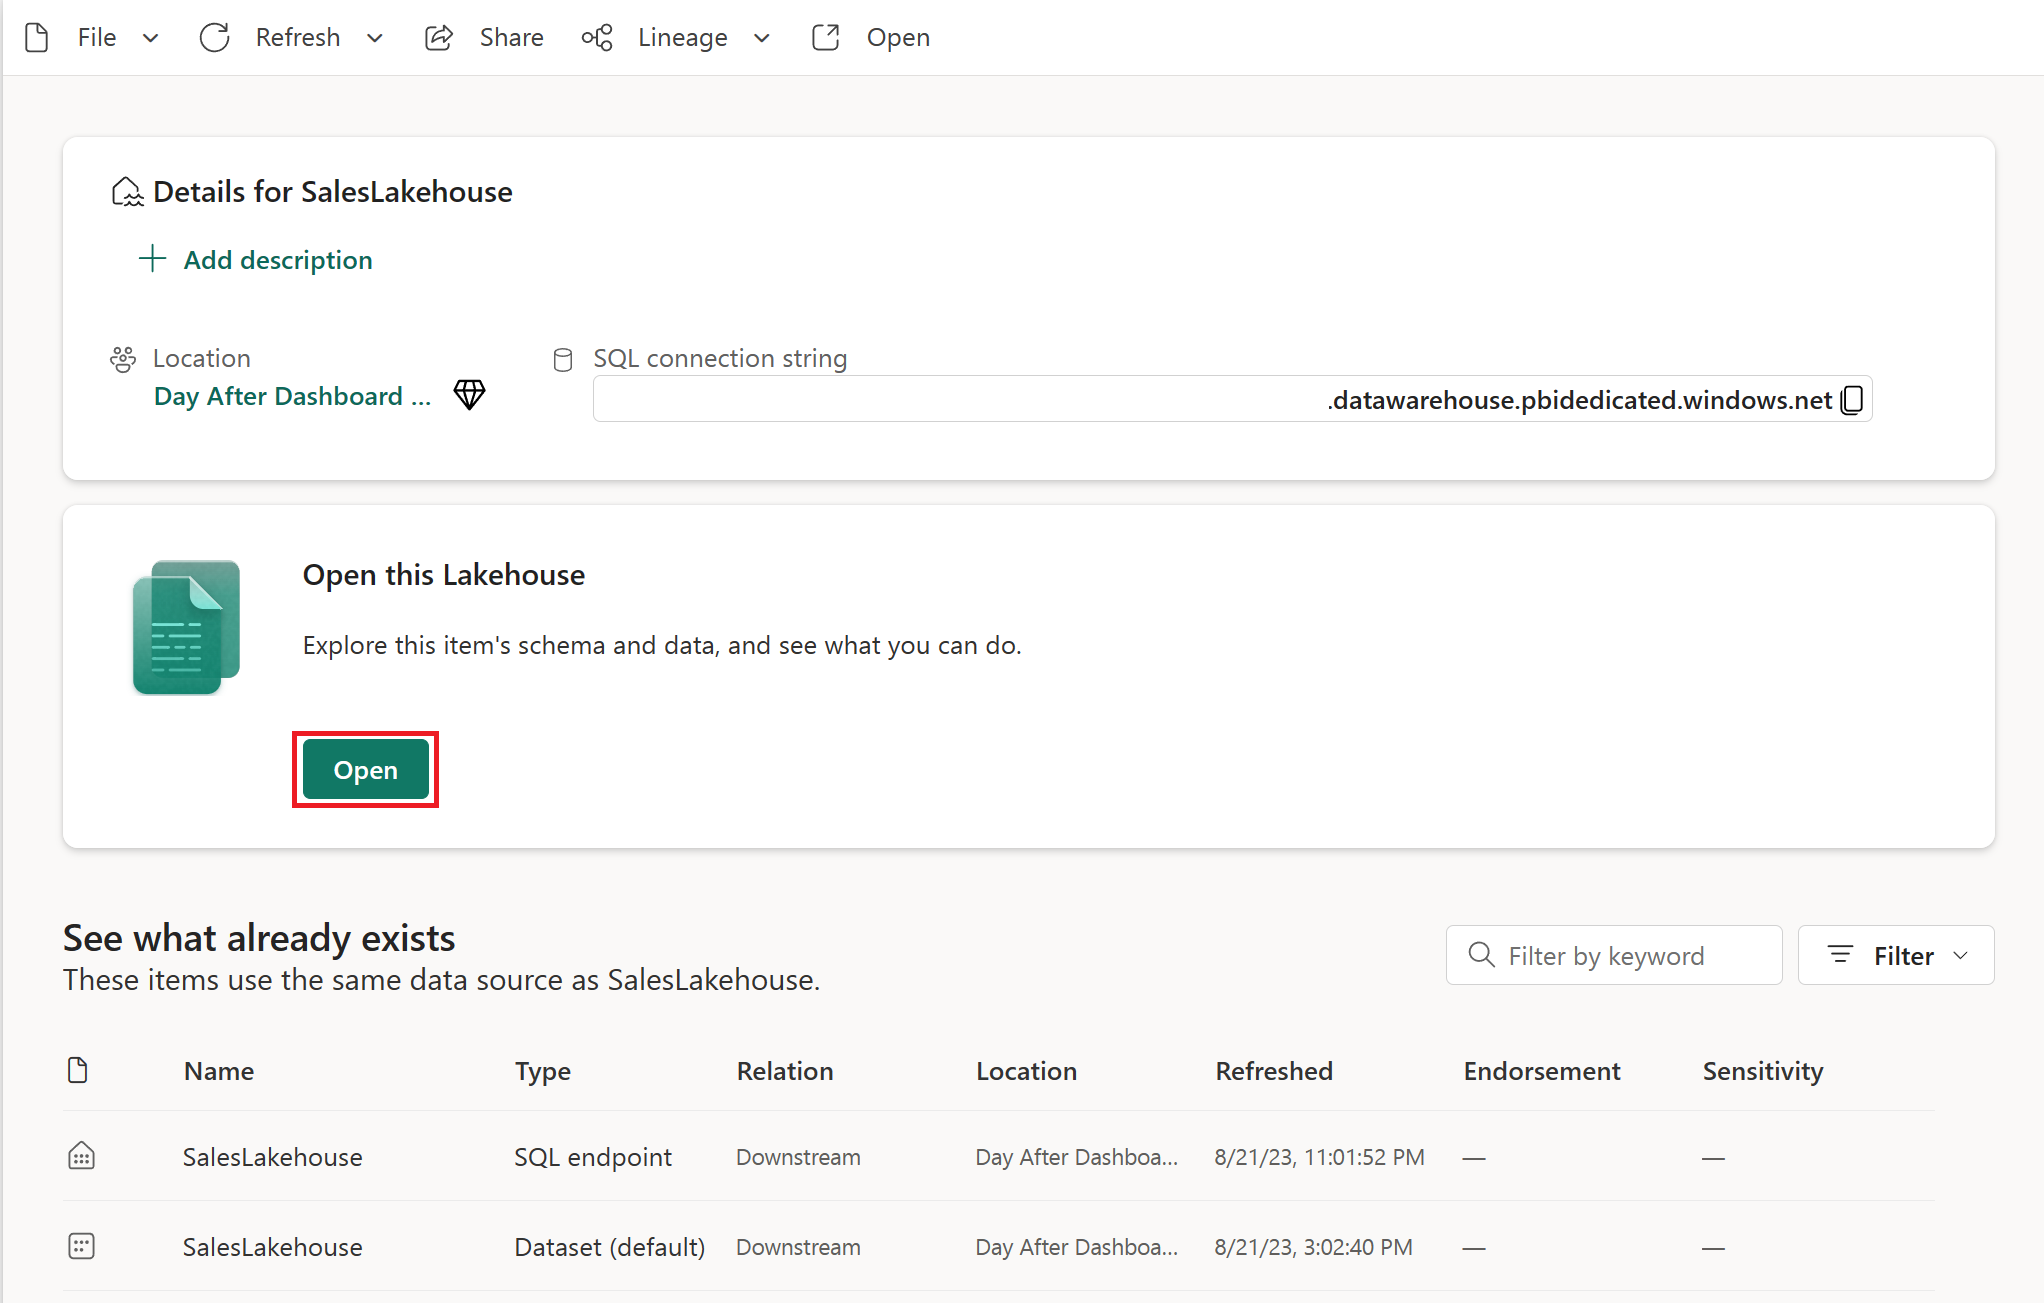 File Refresh Share Lineage Open
Details for SalesLakehouse
Add description
Location
Day After Dashboard ...
SQL connection string
.datawarehouse.pbidedicated.windows.net
Open this Lakehouse
Explore this item's schema and data, and see what you can do.
Open
See what already exists
These items use the same data source as SalesLakehouse.
Filter by keyword
Filter
Name Type Relation Location Refreshed Endorsement Sensitivity
SalesLakehouse SQL endpoint Downstream Day After Dashboa... 8/21/23, 11:01:52 PM — —
SalesLakehouse Dataset (default) Downstream Day After Dashboa... 8/21/23, 3:02:40 PM — —